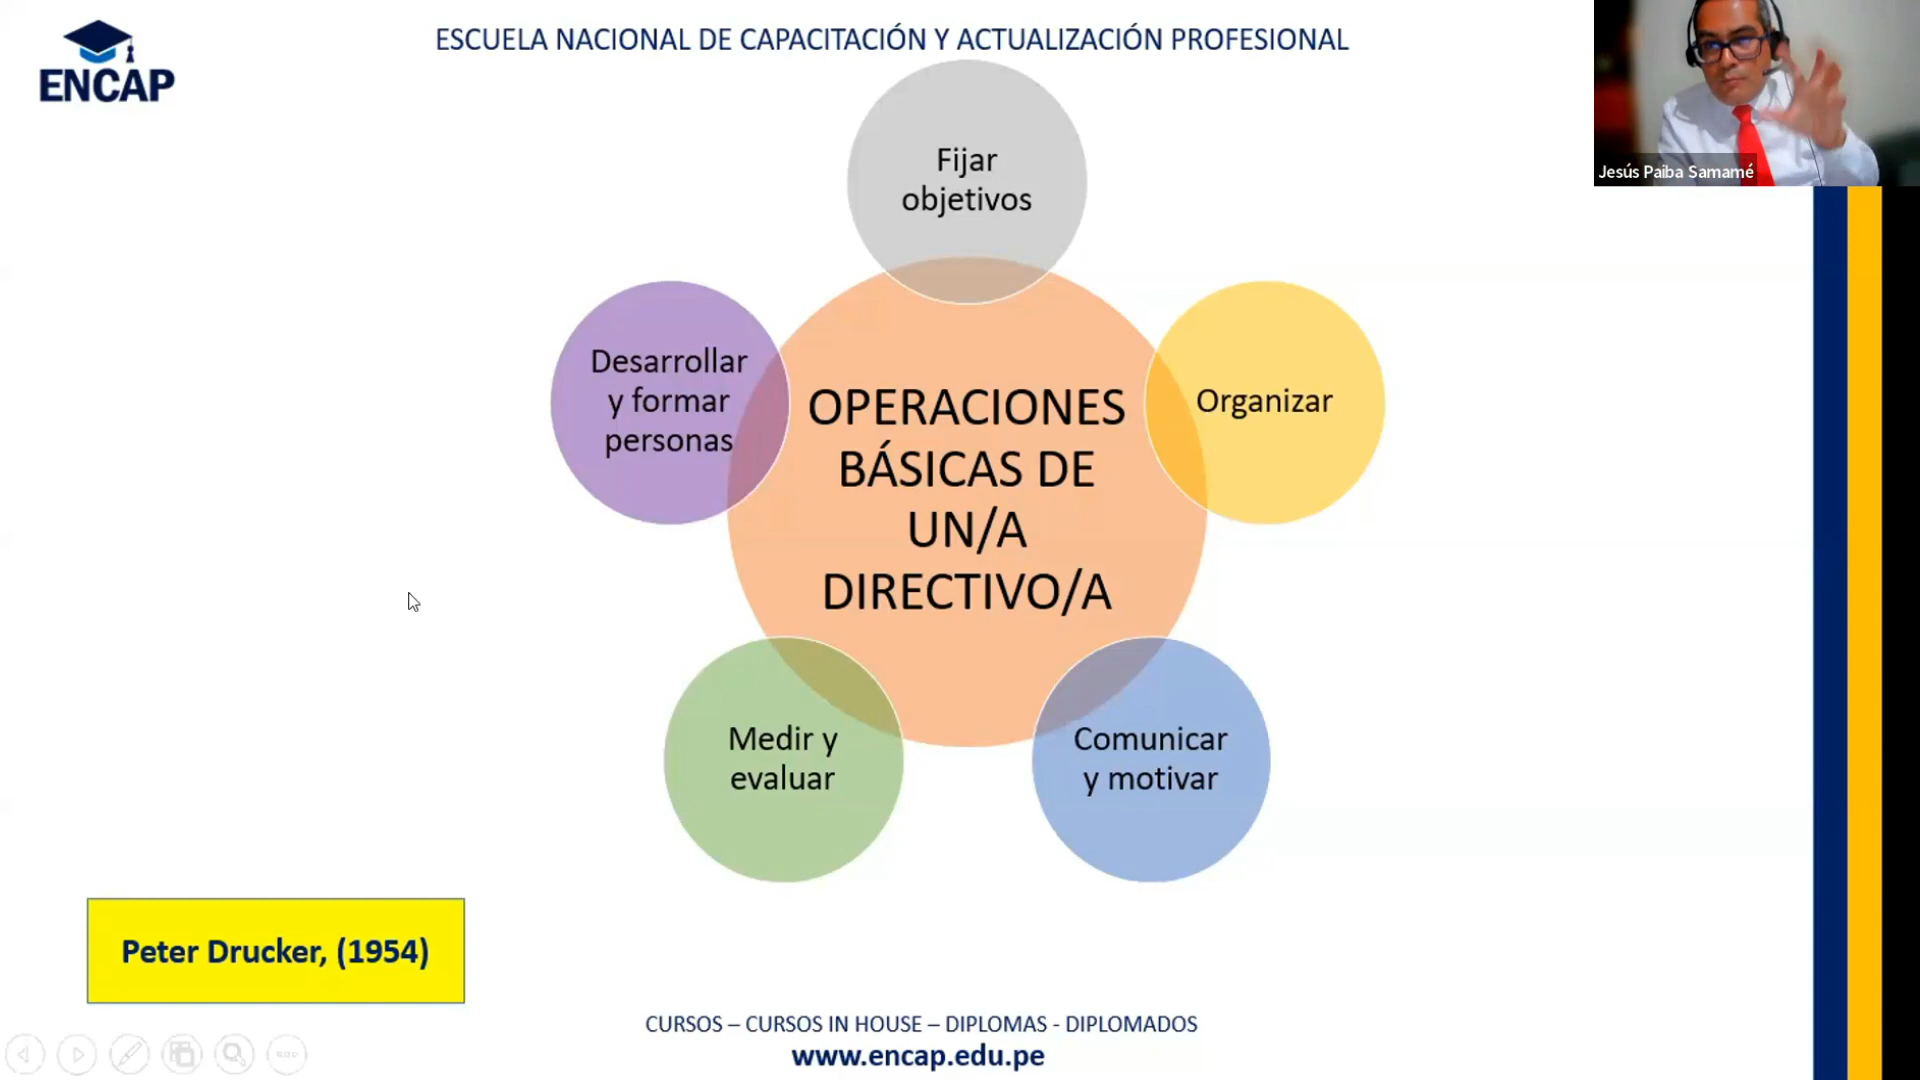 ENCAP
ESCUELA NACIONAL DE CAPACITACIÓN Y ACTUALIZACIÓN PROFESIONAL
Jesús Paiba Samamé
Fijar
objetivos
Desarrollar
y formar
personas
OPERACIONES
BÁSICAS DE
UN/A
DIRECTIVO/A
Organizar
Medir y
evaluar
Comunicar
y motivar
Peter Drucker, (1954)
CURSOS – CURSOS IN HOUSE – DIPLOMAS - DIPLOMADOS
www.encap.edu.pe